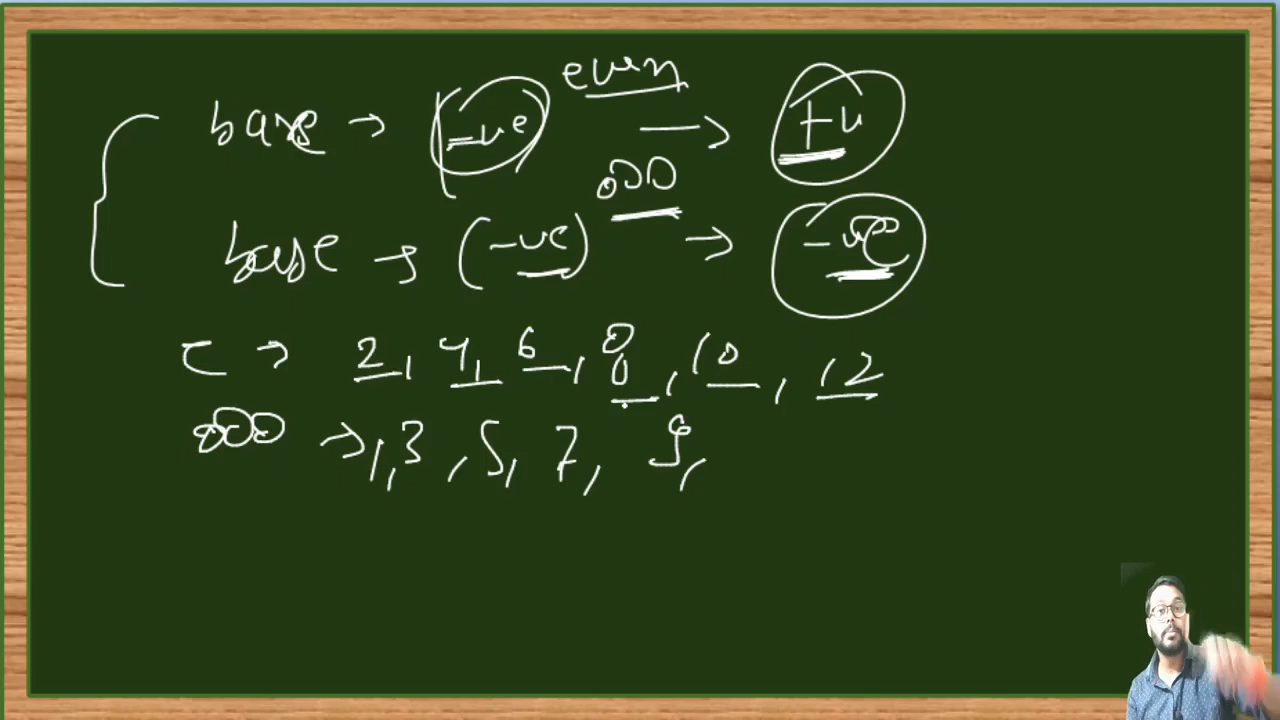 base → (-ve) even → +v
base → (-ve) odd → -ve
E → 2, 4, 6, 8, 10, 12
ODD → 1, 3, 5, 7, 9,